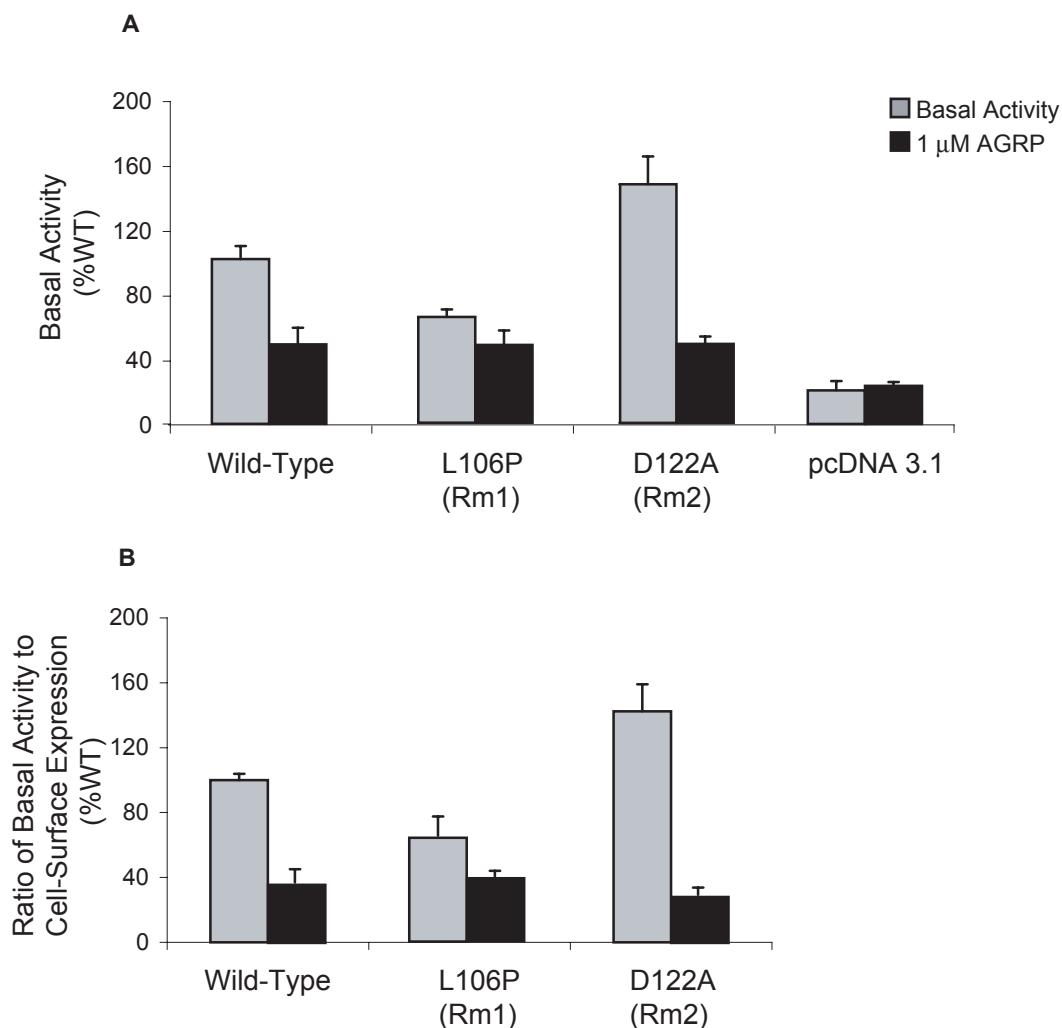 A
200
160
120
80
40
0
Basal Activity
(%WT)
Basal Activity
1 μM AGRP
Wild-Type
L106P
(Rm1)
D122A
(Rm2)
pcDNA 3.1
B
200
160
120
80
40
0
Ratio of Basal Activity to
Cell-Surface Expression
(%WT)
Wild-Type
L106P
(Rm1)
D122A
(Rm2)